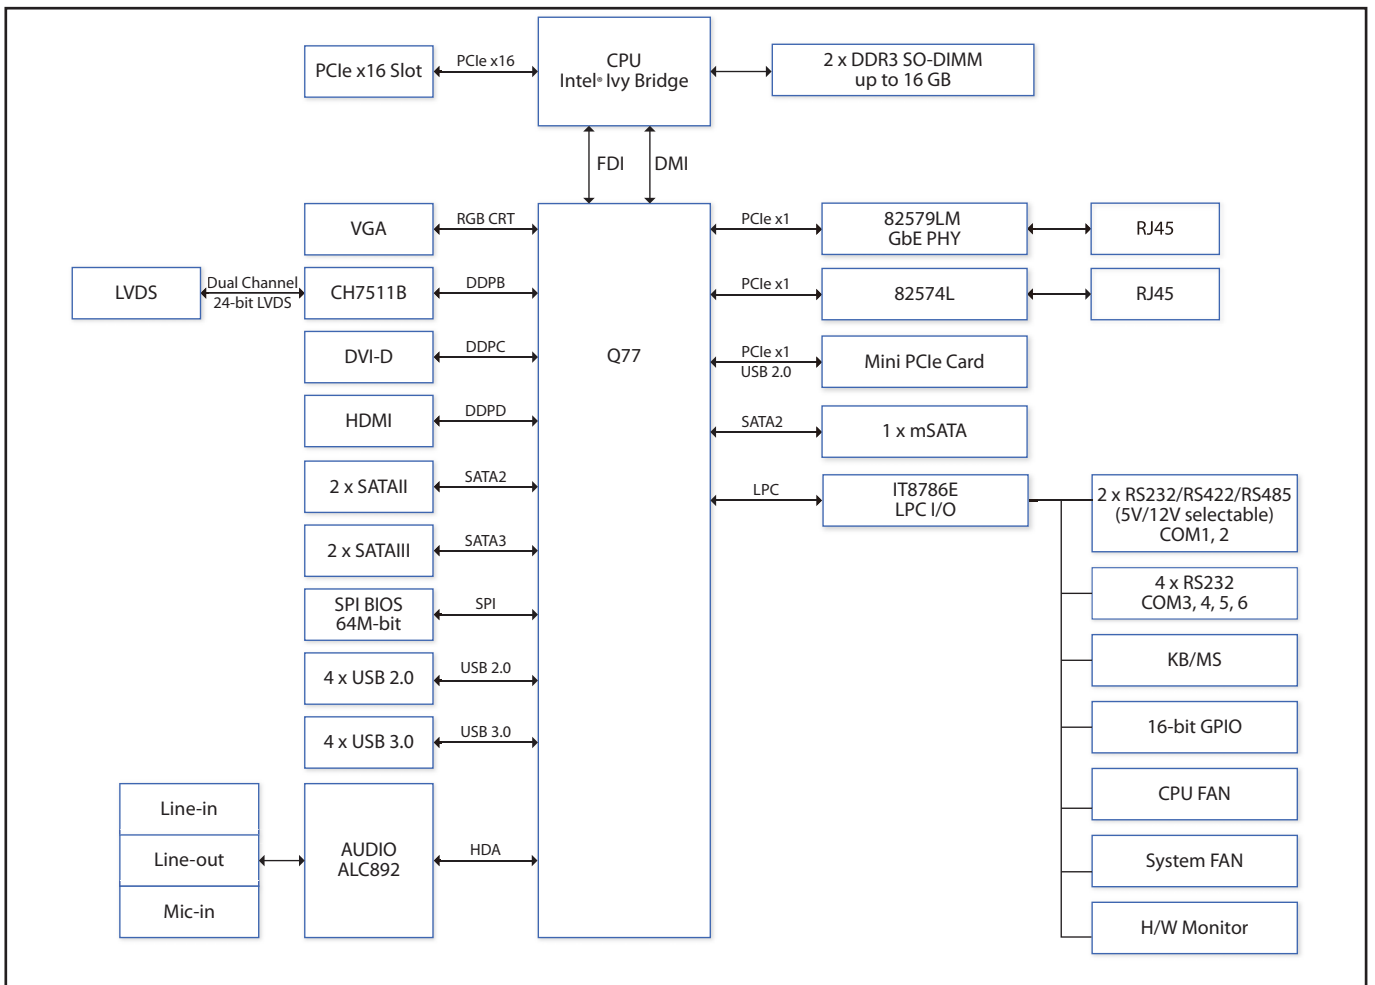 PCIe x16 Slot
PCIe x16
CPU
Intel® Ivy Bridge
2 x DDR3 SO-DIMM
up to 16 GB
FDI
DMI
VGA
RGB CRT
LVDS
Dual Channel
24-bit LVDS
CH7511B
DDPB
DVI-D
DDPC
HDMI
DDPD
2 x SATAII
SATA2
2 x SATAIII
SATA3
SPI BIOS
64M-bit
SPI
4 x USB 2.0
USB 2.0
4 x USB 3.0
USB 3.0
Line-in
Line-out
Mic-in
AUDIO
ALC892
HDA
Q77
PCIe x1
82579LM
GbE PHY
RJ45
PCIe x1
82574L
RJ45
PCIe x1
USB 2.0
Mini PCIe Card
SATA2
1 x mSATA
LPC
IT8786E
LPC I/O
2 x RS232/RS422/RS485
(5V/12V selectable)
COM1, 2
4 x RS232
COM3, 4, 5, 6
KB/MS
16-bit GPIO
CPU FAN
System FAN
H/W Monitor